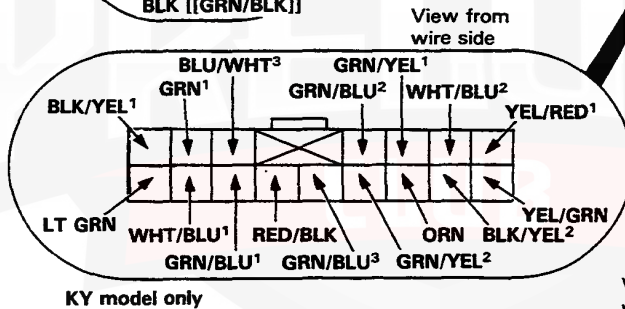 BLK [[GRN/BLK]]
View from
wire side
BLU/WHT³ GRN/YEL¹
GRN¹ GRN/BLU² WHT/BLU²
BLK/YEL¹ YEL/RED¹
LT GRN YEL/GRN
WHT/BLU¹ RED/BLK ORN BLK/YEL²
GRN/BLU¹ GRN/BLU³ GRN/YEL²
KY model only